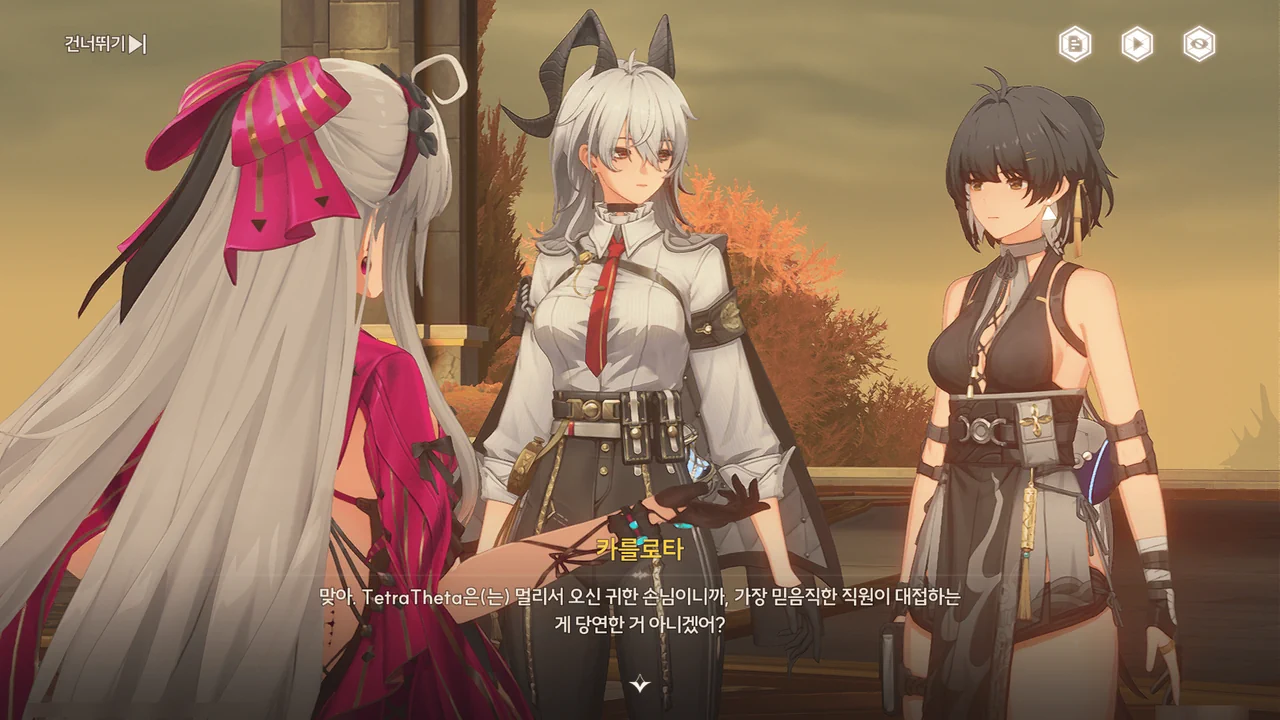 건너뛰기
카를로타
맞아. TetraTheta은(는) 멀리서 오신 귀한 손님이니까, 가장 믿음직한 직원이 대접하는
게 당연한 거 아니겠어?